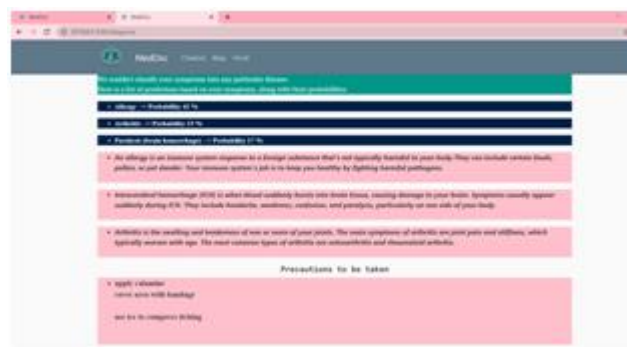 MedDoc
We couldn't classify your symptoms into any particular disease.
Here is a list of predictions based on your symptoms, along with their probabilities
Allergy -> Probability
Arthritis -> Probability
Paralysis (brain hemorrhage) -> Probability
An allergy is an immune system response to a foreign substance that's not typically harmful to your body. They can include certain foods,
pollen, or pet dander. Your immune system's job is to keep you healthy by fighting harmful pathogens.
Intracerebral hemorrhage (ICH) is when blood suddenly bursts into brain tissue, causing damage to your brain. Symptoms usually appear
suddenly during ICH. They include headache, weakness, confusion, and paralysis, particularly on one side of your body.
Arthritis is the swelling and tenderness of one or more of your joints. The main symptoms of arthritis are joint pain and stiffness, which
typically worsen with age. The most common types of arthritis are osteoarthritis and rheumatoid arthritis.
Precautions to be taken
apply calamine
cover area with bandage
use ice to compress itching